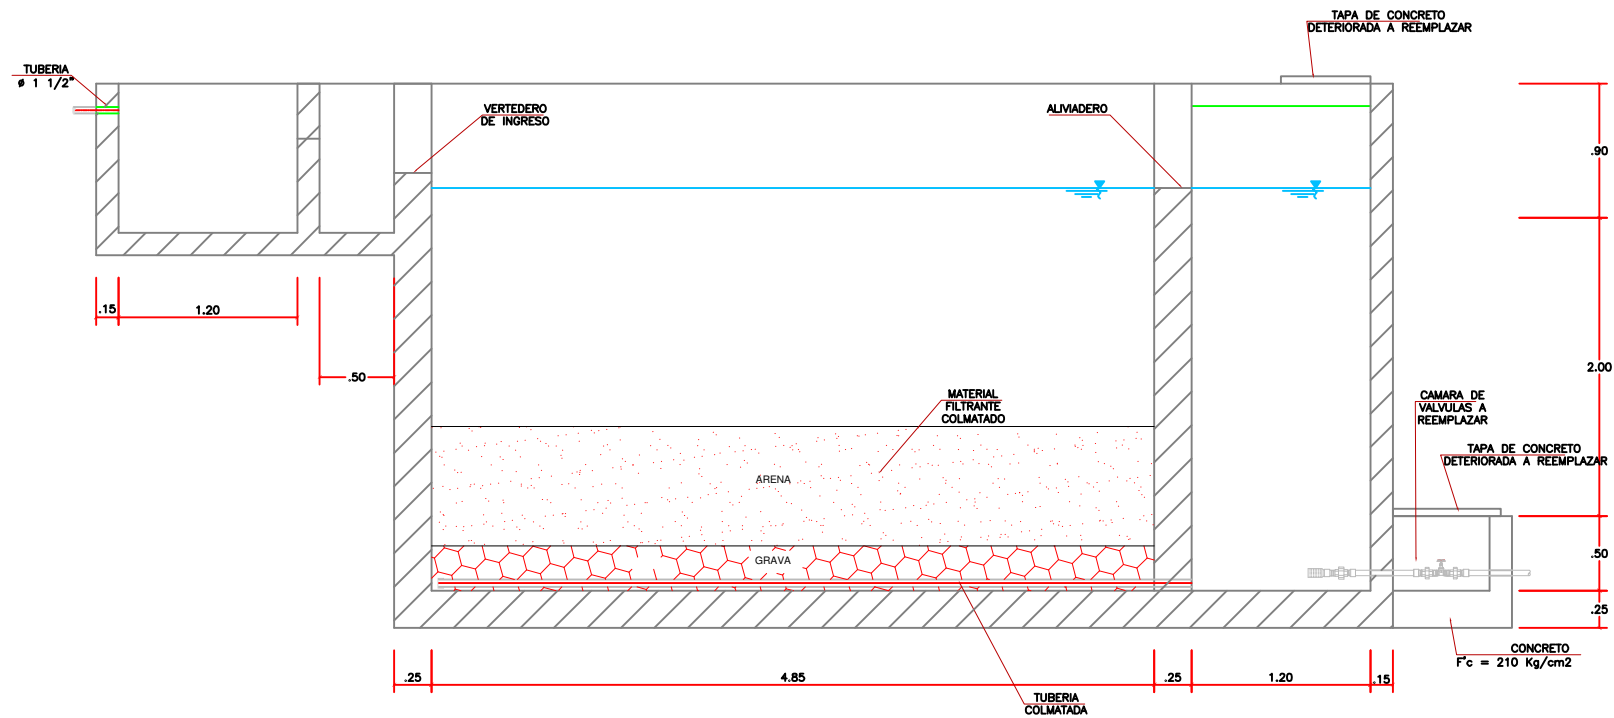 TAPA DE CONCRETO
DETERIORADA A REEMPLAZAR
TUBERIA
ø 1 1/2"
VERTEDERO
DE INGRESO
ALIVIADERO
.90
.15
1.20
.50
2.00
MATERIAL
FILTRANTE
COLMATADO
CAMARA DE
VALVULAS A
REEMPLAZAR
TAPA DE CONCRETO
DETERIORADA A REEMPLAZAR
ARENA
GRAVA
.50
.25
CONCRETO
F'c = 210 Kg/cm2
.25
4.85
.25
1.20
.15
TUBERIA
COLMATADA